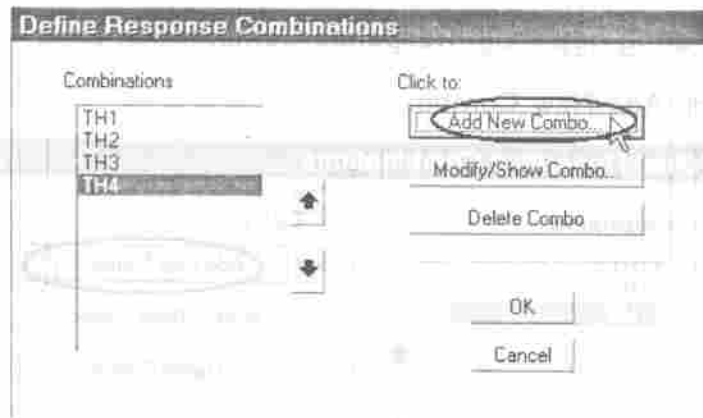 Define Response Combinations
Combinations
Click to:
TH1
TH2
TH3
TH4
Add New Combo...
Modify/Show Combo...
Delete Combo
OK
Cancel